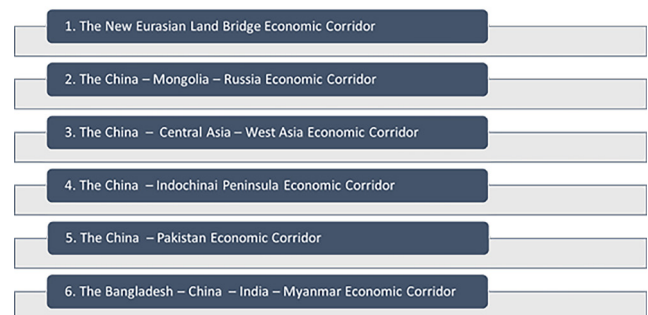 1. The New Eurasian Land Bridge Economic Corridor
2. The China – Mongolia – Russia Economic Corridor
3. The China – Central Asia – West Asia Economic Corridor
4. The China – Indochinai Peninsula Economic Corridor
5. The China – Pakistan Economic Corridor
6. The Bangladesh – China – India – Myanmar Economic Corridor